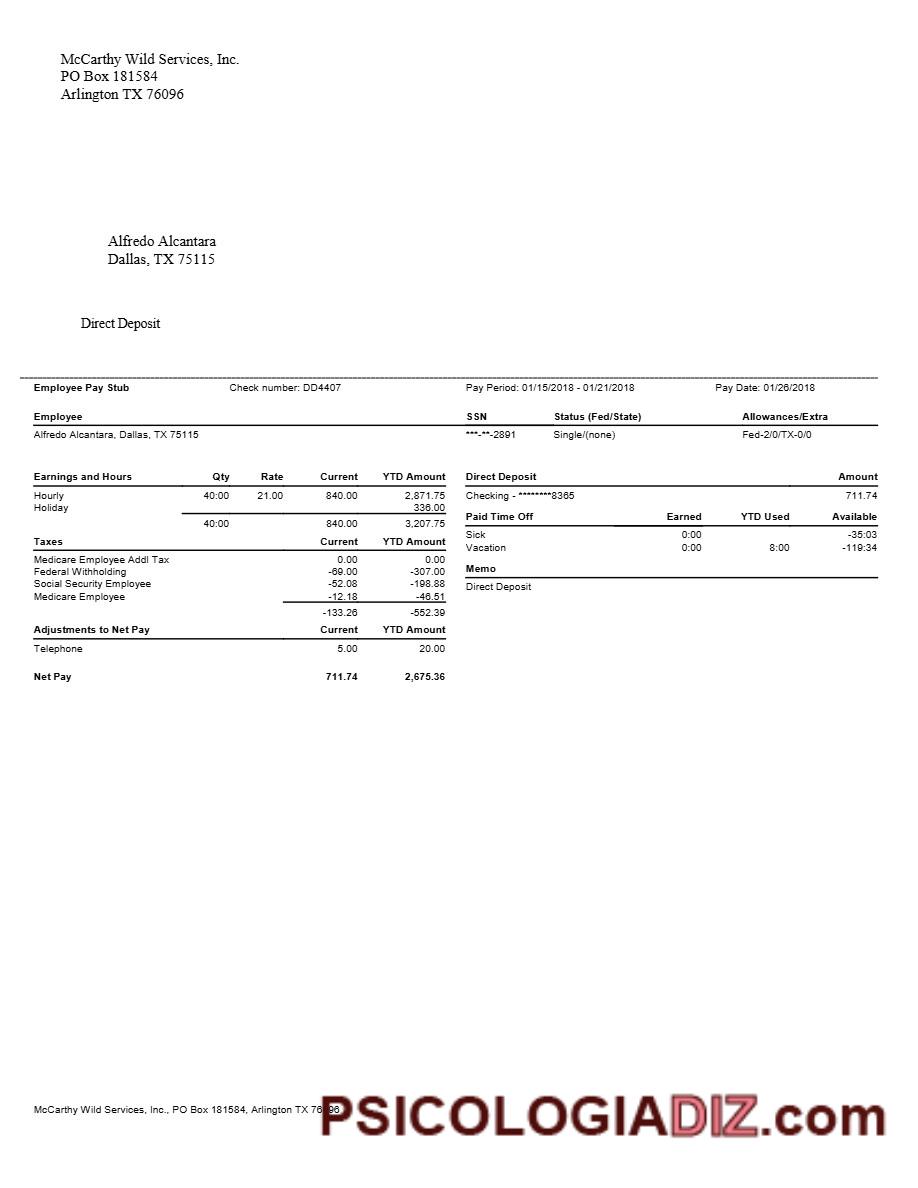 McCarthy Wild Services, Inc.
PO Box 181584
Arlington TX 76096
Alfredo Alcantara
Dallas, TX 75115
Direct Deposit
Employee Pay Stub Check number: DD4407 Pay Period: 01/15/2018 - 01/21/2018 Pay Date: 01/26/2018
Employee SSN Status (Fed/State) Allowances/Extra
Alfredo Alcantara, Dallas, TX 75115 ***-**-2891 Single/(none) Fed-2/0/TX-0/0
Earnings and Hours Qty Rate Current YTD Amount
Hourly 40:00 21.00 840.00 2,871.75
Holiday 336.00
40:00 840.00 3,207.75
Taxes Current YTD Amount
Medicare Employee Addl Tax 0.00 0.00
Federal Withholding -69.00 -307.00
Social Security Employee -52.08 -198.88
Medicare Employee -12.18 -46.51
-133.26 -552.39
Adjustments to Net Pay Current YTD Amount
Telephone 5.00 20.00
Net Pay 711.74 2,675.36
Direct Deposit Amount
Checking - ********8365 711.74
Paid Time Off Earned YTD Used Available
Sick 0:00 -35:03
Vacation 0:00 8:00 -119:34
Memo
Direct Deposit
McCarthy Wild Services, Inc., PO Box 181584, Arlington TX 76096
PSICOLOGIADIZ.com